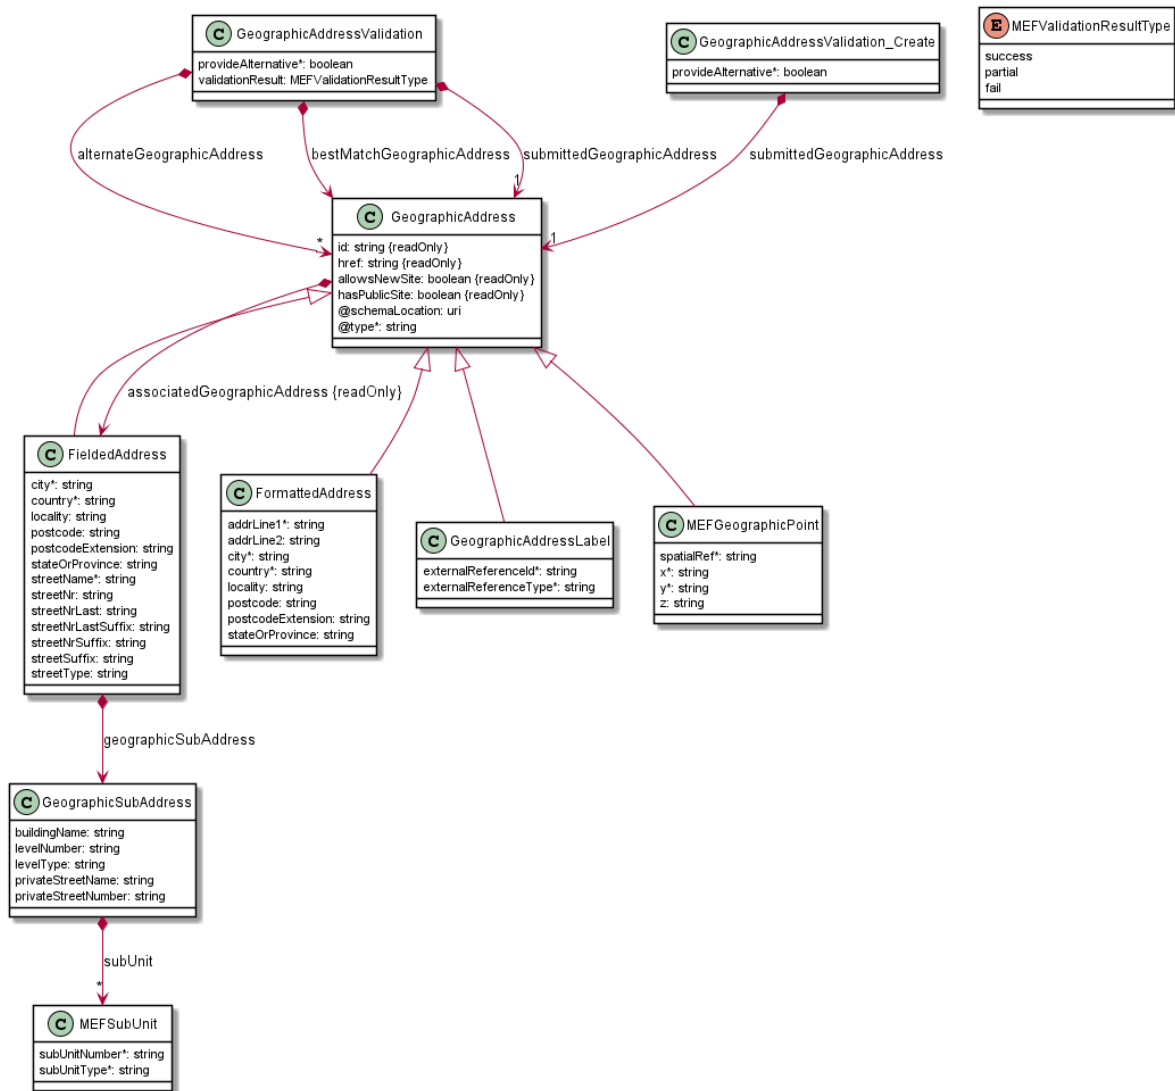 C GeographicAddressValidation
provideAlternative*: boolean
validationResult: MEFValidationResultType
C GeographicAddressValidation_Create
provideAlternative*: boolean
E MEFValidationResultType
success
partial
fail
alternateGeographicAddress
bestMatchGeographicAddress
submittedGeographicAddress
submittedGeographicAddress
1
*
1
C GeographicAddress
id: string {readOnly}
href: string {readOnly}
allowsNewSite: boolean {readOnly}
hasPublicSite: boolean {readOnly}
@schemaLocation: uri
@type*: string
associatedGeographicAddress {readOnly}
C FieldedAddress
city*: string
country*: string
locality: string
postcode: string
postcodeExtension: string
stateOrProvince: string
streetName*: string
streetNr: string
streetNrLast: string
streetNrLastSuffix: string
streetNrSuffix: string
streetSuffix: string
streetType: string
C FormattedAddress
addrLine1*: string
addrLine2: string
city*: string
country*: string
locality: string
postcode: string
postcodeExtension: string
stateOrProvince: string
C GeographicAddressLabel
externalReferenceId*: string
externalReferenceType*: string
C MEFGeographicPoint
spatialRef*: string
x*: string
y*: string
z: string
geographicSubAddress
C GeographicSubAddress
buildingName: string
levelNumber: string
levelType: string
privateStreetName: string
privateStreetNumber: string
subUnit
*
C MEFSubUnit
subUnitNumber*: string
subUnitType*: string